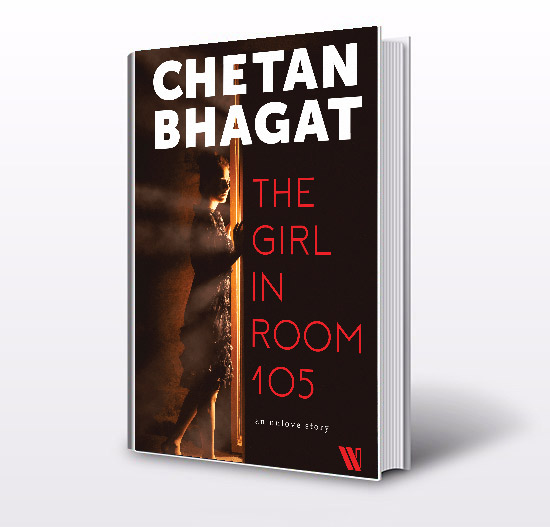 CHETAN
BHAGAT
THE
GIRL
IN
ROOM
105
an unlove story
W